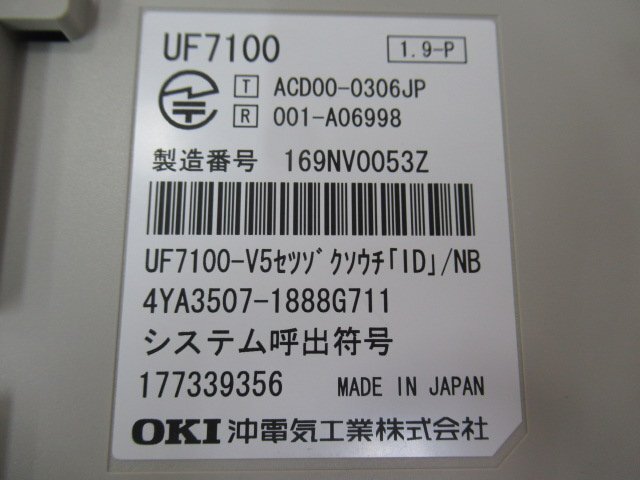 UF7100 1.9-P
T ACD00-0306JP
R 001-A06998
製造番号 169NV0053Z
UF7100-V5ｾﾂｿﾞｸｿｳﾁ｢ID｣/NB
4YA3507-1888G711
システム呼出符号
177339356 MADE IN JAPAN
OKI 沖電気工業株式会社